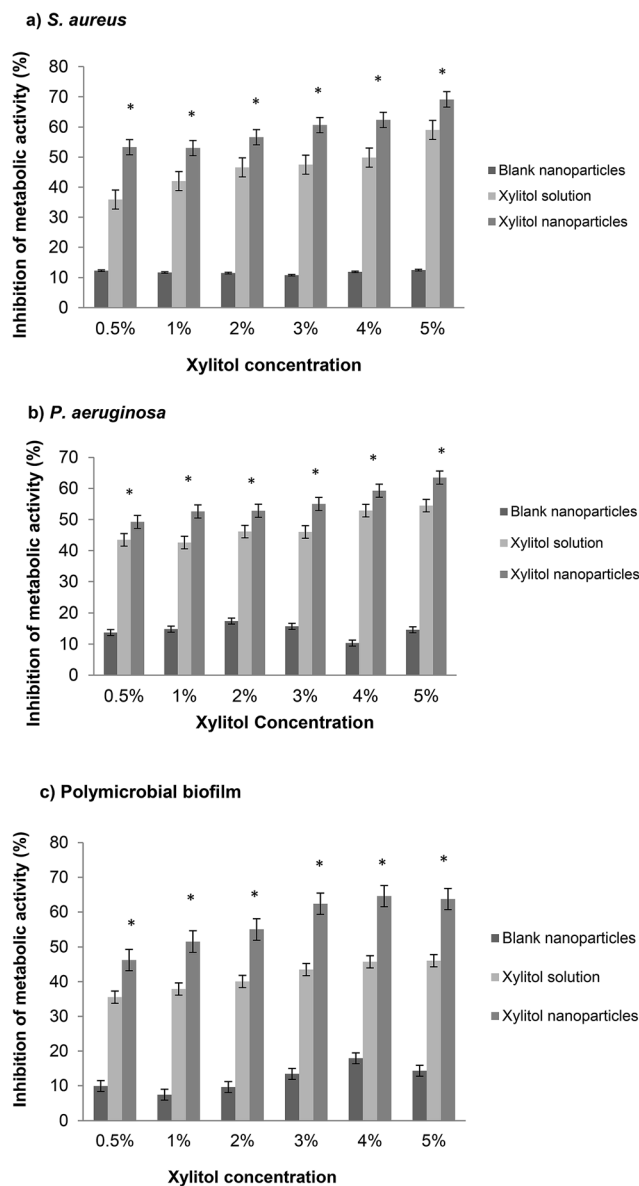 a) S. aureus
Inhibition of metabolic activity (%)
80
70
60
50
40
30
20
10
0
* * * * * *
0.5% 1% 2% 3% 4% 5%
Xylitol concentration
Blank nanoparticles
Xylitol solution
Xylitol nanoparticles
b) P. aeruginosa
Inhibition of metabolic activity (%)
70
60
50
40
30
20
10
0
* * * * * *
0.5% 1% 2% 3% 4% 5%
Xylitol Concentration
Blank nanoparticles
Xylitol solution
Xylitol nanoparticles
c) Polymicrobial biofilm
Inhibition of metabolic activity (%)
80
70
60
50
40
30
20
10
0
* * * * * *
0.5% 1% 2% 3% 4% 5%
Xylitol concentration
Blank nanoparticles
Xylitol solution
Xylitol nanoparticles